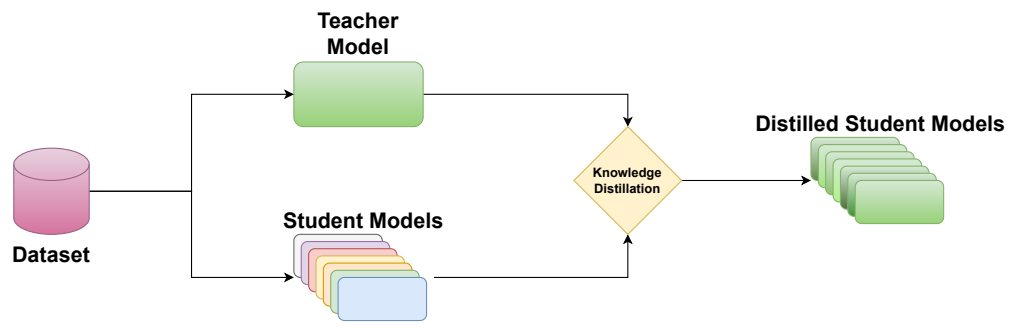 Teacher
Model
Distilled Student Models
Knowledge
Distillation
Student Models
Dataset